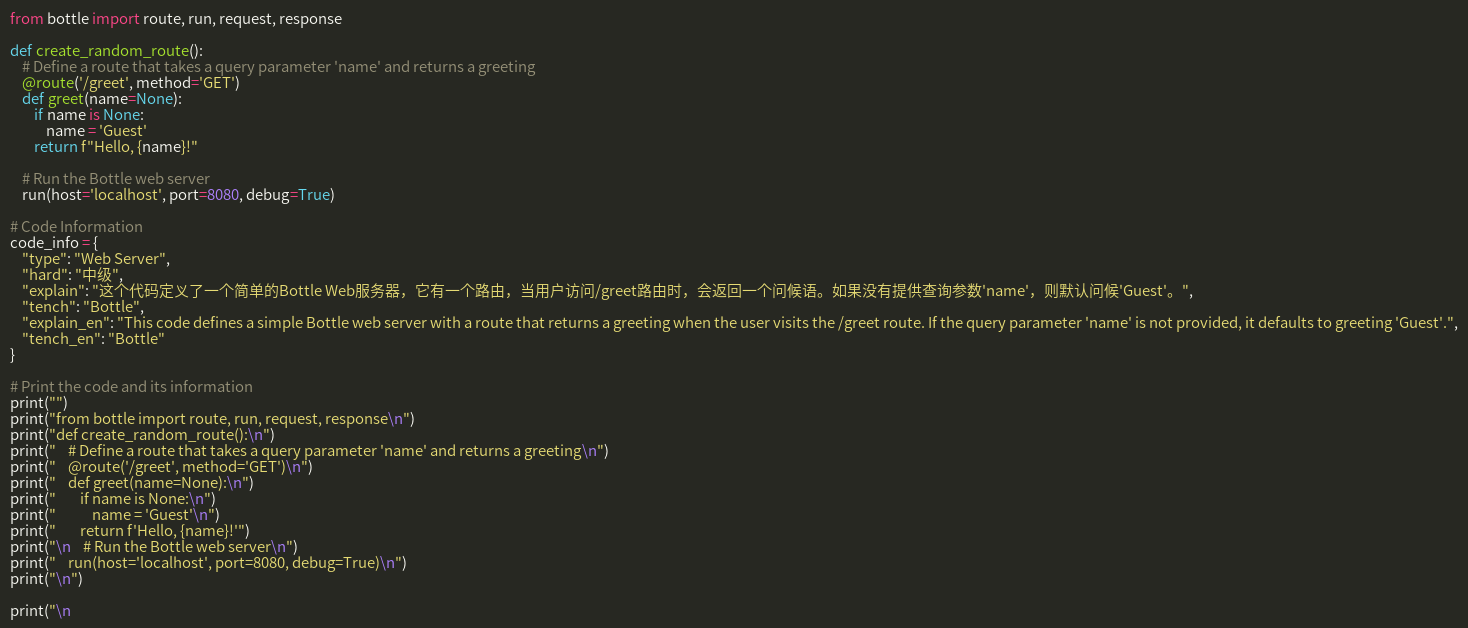 from bottle import route, run, request, response

def create_random_route():
    # Define a route that takes a query parameter 'name' and returns a greeting
    @route('/greet', method='GET')
    def greet(name=None):
        if name is None:
            name = 'Guest'
        return f"Hello, {name}!"

    # Run the Bottle web server
    run(host='localhost', port=8080, debug=True)

# Code Information
code_info = {
    "type": "Web Server",
    "hard": "中级",
    "explain": "这个代码定义了一个简单的Bottle Web服务器，它有一个路由，当用户访问/greet路由时，会返回一个问候语。如果没有提供查询参数'name'，则默认问候'Guest'。",
    "tench": "Bottle",
    "explain_en": "This code defines a simple Bottle web server with a route that returns a greeting when the user visits the /greet route. If the query parameter 'name' is not provided, it defaults to greeting 'Guest'.",
    "tench_en": "Bottle"
}

# Print the code and its information
print("")
print("from bottle import route, run, request, response\n")
print("def create_random_route():\n")
print("    # Define a route that takes a query parameter 'name' and returns a greeting\n")
print("    @route('/greet', method='GET')\n")
print("    def greet(name=None):\n")
print("        if name is None:\n")
print("            name = 'Guest'\n")
print("        return f'Hello, {name}!'")
print("\n    # Run the Bottle web server\n")
print("    run(host='localhost', port=8080, debug=True)\n")
print("\n")

print("\n